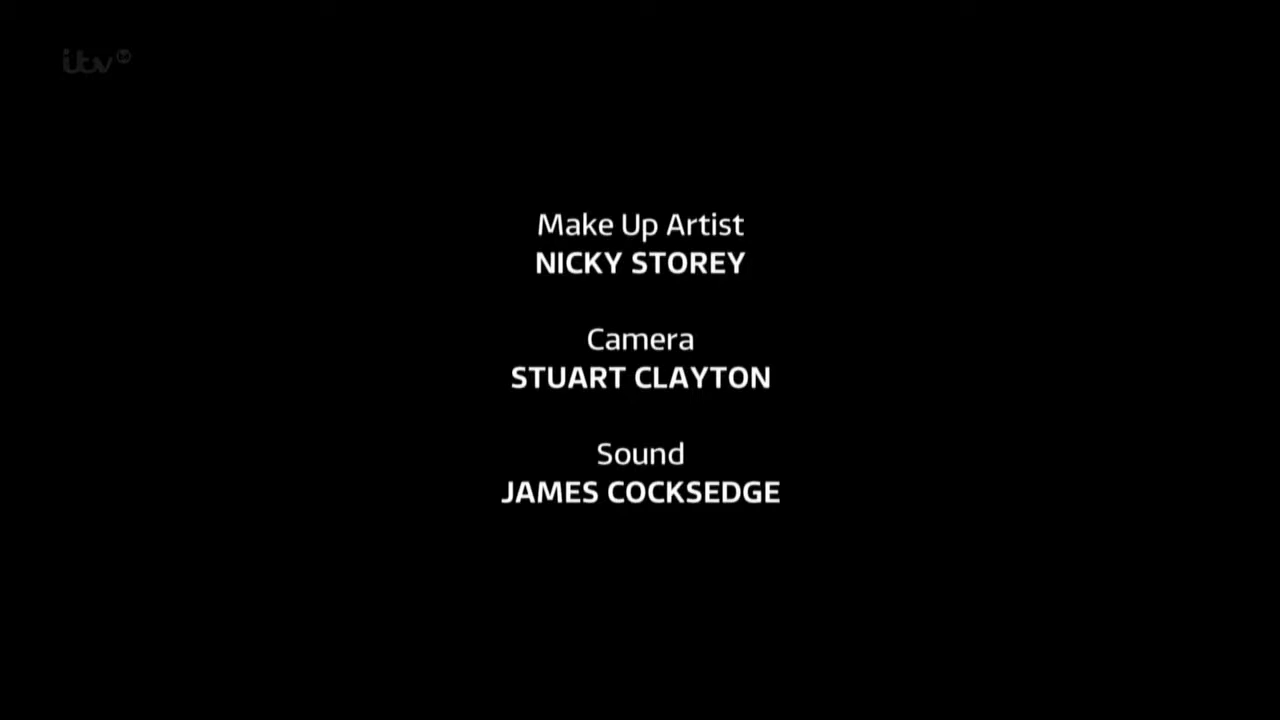 itv
Make Up Artist
NICKY STOREY
Camera
STUART CLAYTON
Sound
JAMES COCKSEDGE